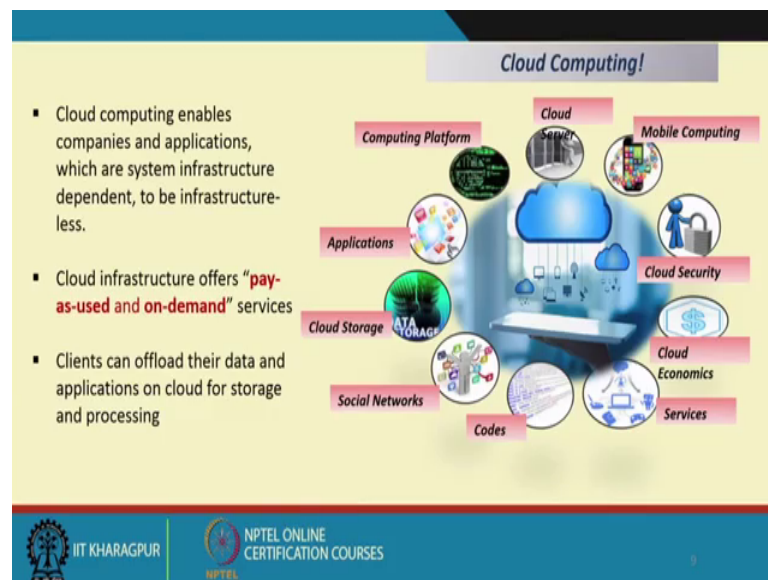 Cloud Computing!
▪ Cloud computing enables
companies and applications,
which are system infrastructure
dependent, to be infrastructure-
less.
▪ Cloud infrastructure offers “pay-
as-used and on-demand” services
▪ Clients can offload their data and
applications on cloud for storage
and processing
Cloud
Server
Computing Platform
Mobile Computing
Applications
Cloud Security
Cloud Storage
DATA
STORAGE
Cloud
Economics
Social Networks
Services
Codes
IIT KHARAGPUR
NPTEL ONLINE
CERTIFICATION COURSES
NPTEL
9